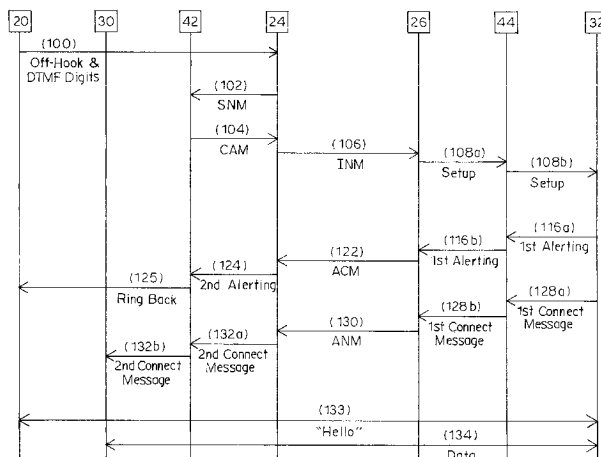 20 30 42 24 26 44 32
(100)
Off-Hook &
DTMF Digits
(102)
SNM
(104)
CAM
(106)
INM
(108a)
Setup
(108b)
Setup
(116a)
1st Alerting
(116b)
1st Alerting
(122)
ACM
(124)
2nd Alerting
(125)
Ring Back
(128a)
1st Connect
Message
(128b)
1st Connect
Message
(130)
ANM
(132a)
2nd Connect
Message
(132b)
2nd Connect
Message
(133)
"Hello"
(134)
Data